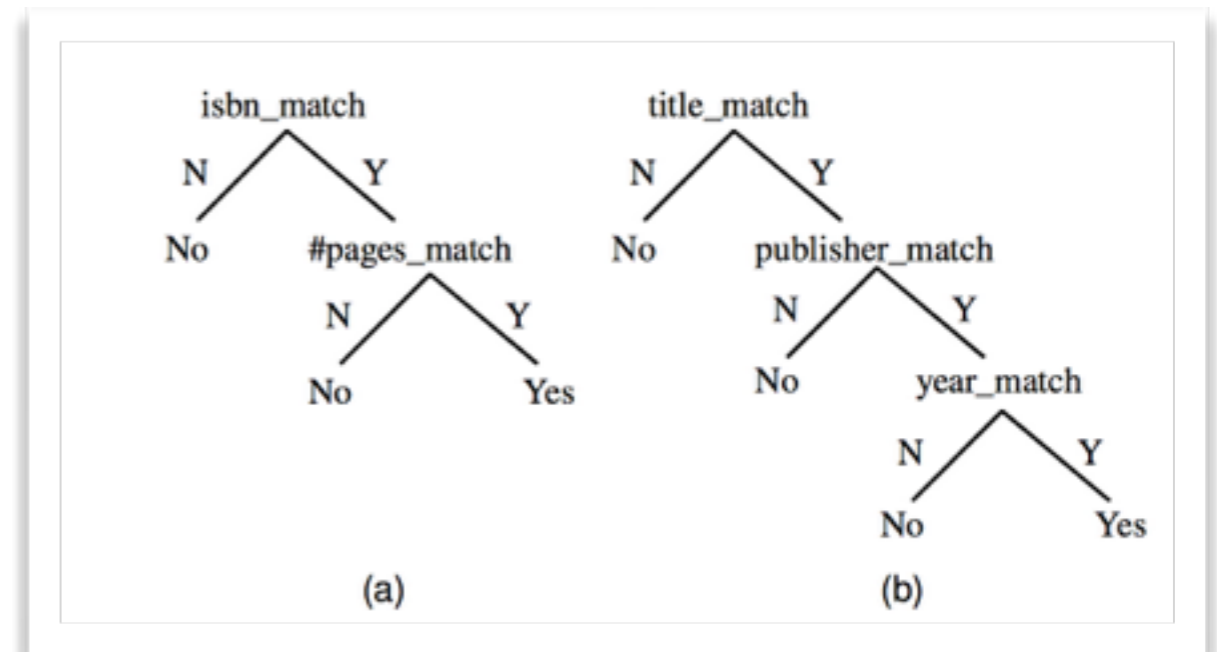 isbn_match
N Y
No #pages_match
N Y
No Yes
(a)
title_match
N Y
No publisher_match
N Y
No year_match
N Y
No Yes
(b)